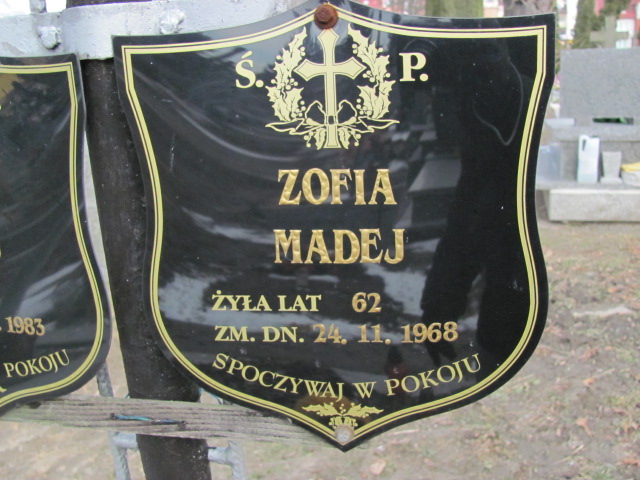 Ś. P.
ZOFIA
MADEJ
ŻYŁA LAT 62
ZM. DN. 24. 11. 1968
SPOCZYWAJ W POKOJU
1983
POKOJU